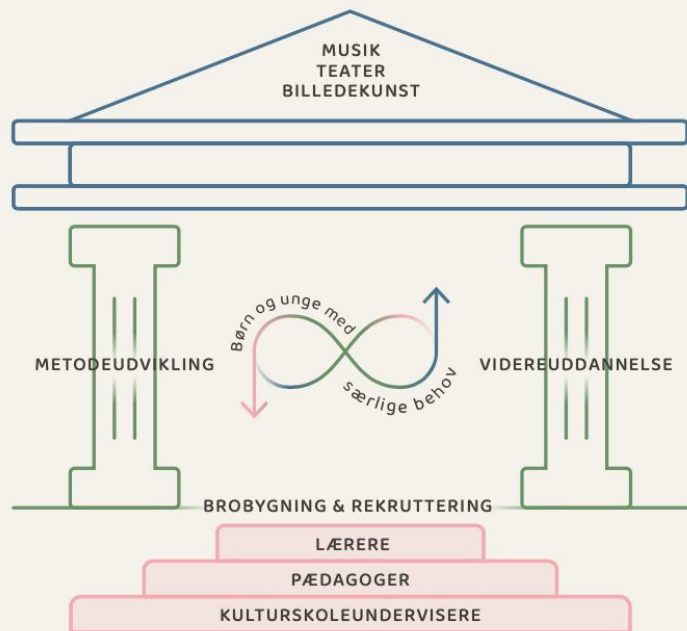 MUSIK
TEATER
BILLEDEKUNST
Børn og unge med
særlige behov
METODEUDVIKLING
VIDEREUDDANNELSE
BROBYGNING & REKRUTTERING
LÆRERE
PÆDAGOGER
KULTURSKOLEUNDERVISERE